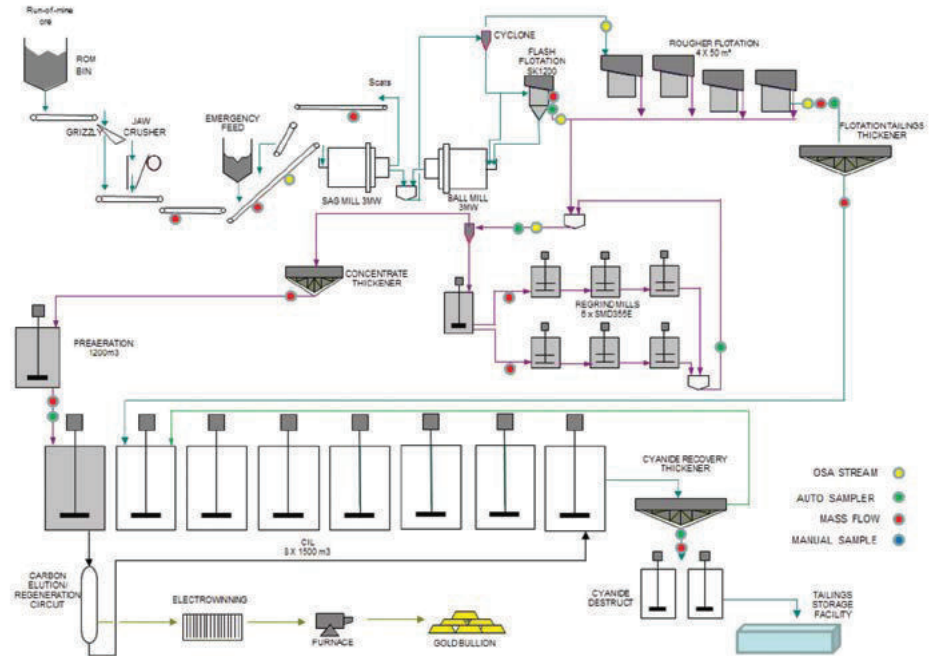 Run-of-mine
ore
ROM
BIN
GRIZZLY
JAW
CRUSHER
EMERGENCY
FEED
Scats
SAG MILL 3MW
BALL MILL
3MW
CYCLONE
FLASH
FLOTATION
SK1200
ROUGHER FLOTATION
4 X 50 m³
FLOTATION TAILINGS
THICKENER
CONCENTRATE
THICKENER
REGRIND MILLS
6 x SMD355E
PREAERATION
1200m3
CIL
8 X 1500 m3
CYANIDE RECOVERY
THICKENER
OSA STREAM
AUTO SAMPLER
MASS FLOW
MANUAL SAMPLE
CARBON
ELUTION/
REGENERATION
CIRCUIT
ELECTROWINNING
FURNACE
GOLD BULLION
CYANIDE
DESTRUCT
TAILINGS
STORAGE
FACILITY